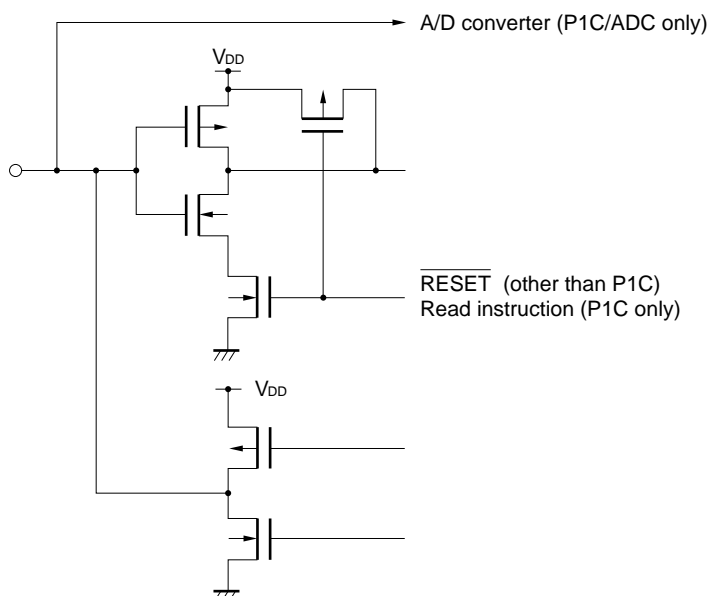 A/D converter (P1C/ADC only)
VDD
RESET (other than P1C)
Read instruction (P1C only)
VDD